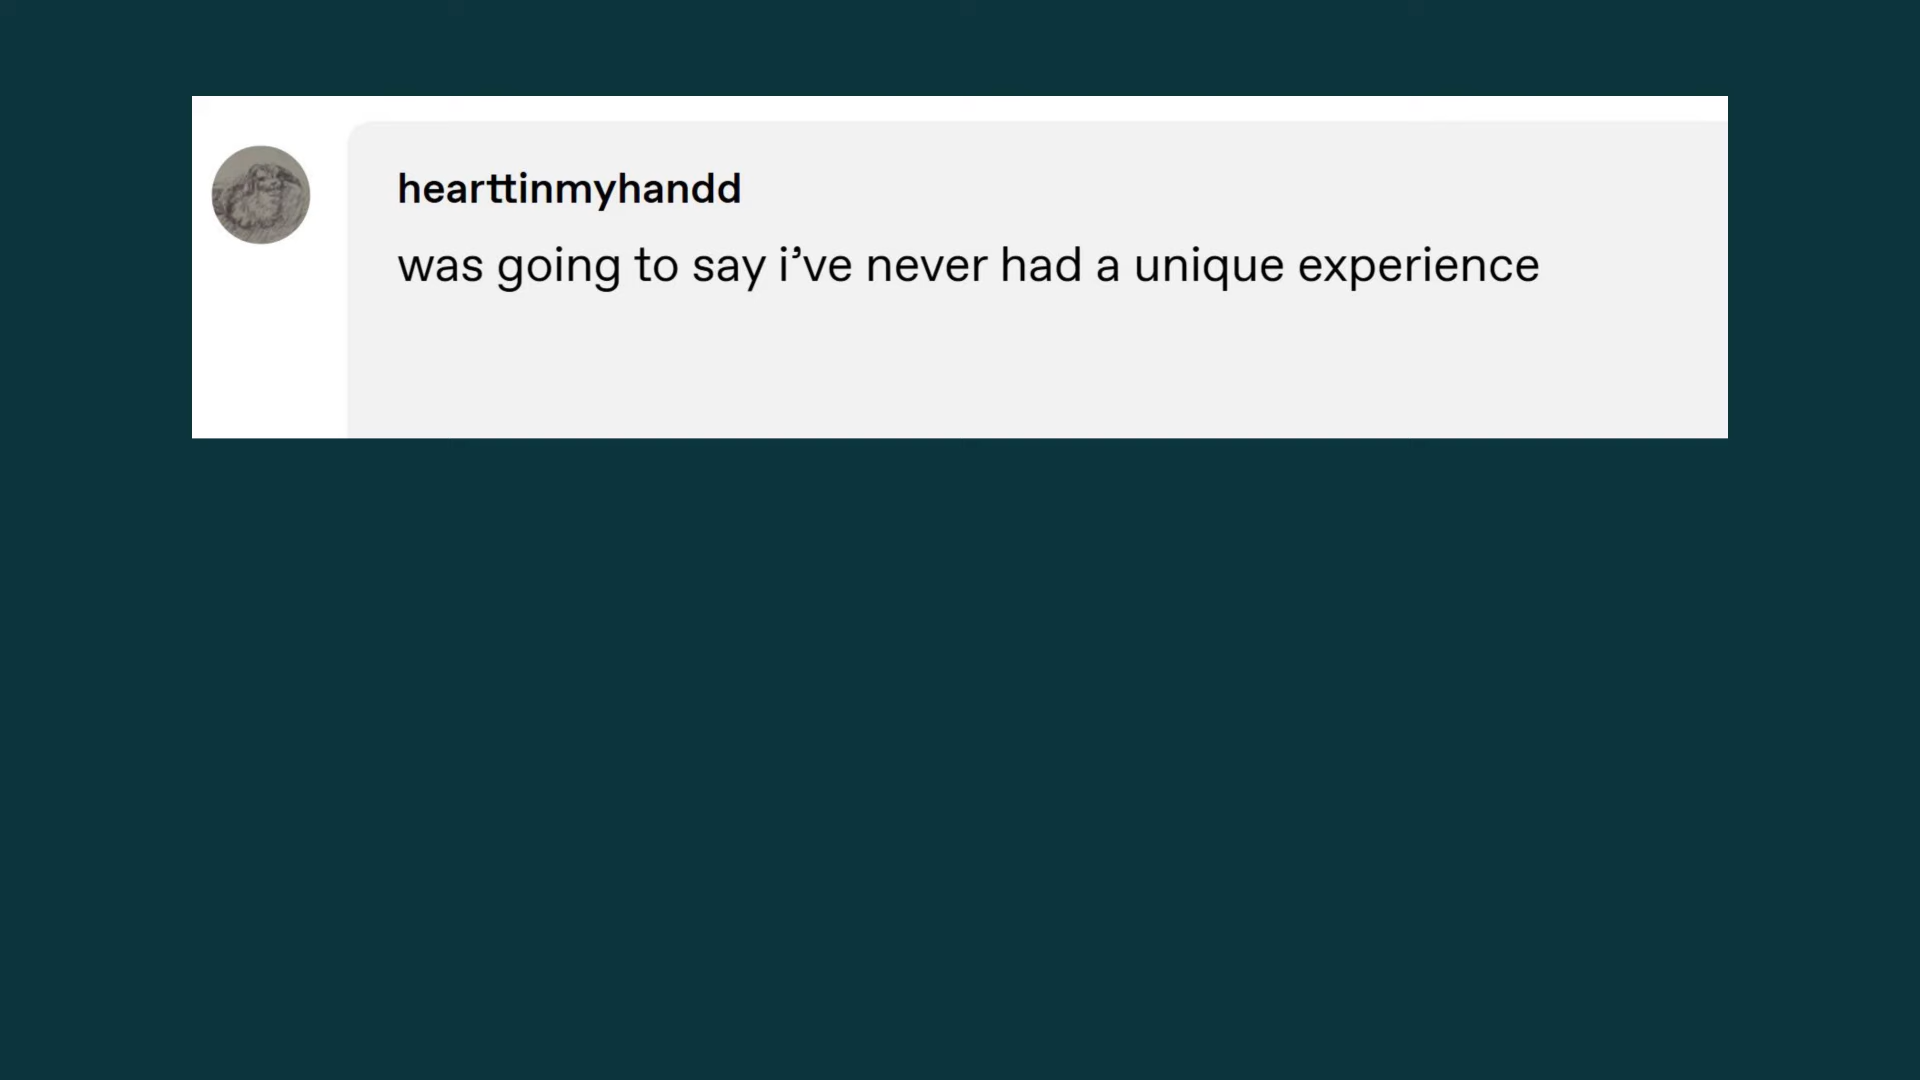 hearttinmyhandd
was going to say i’ve never had a unique experience